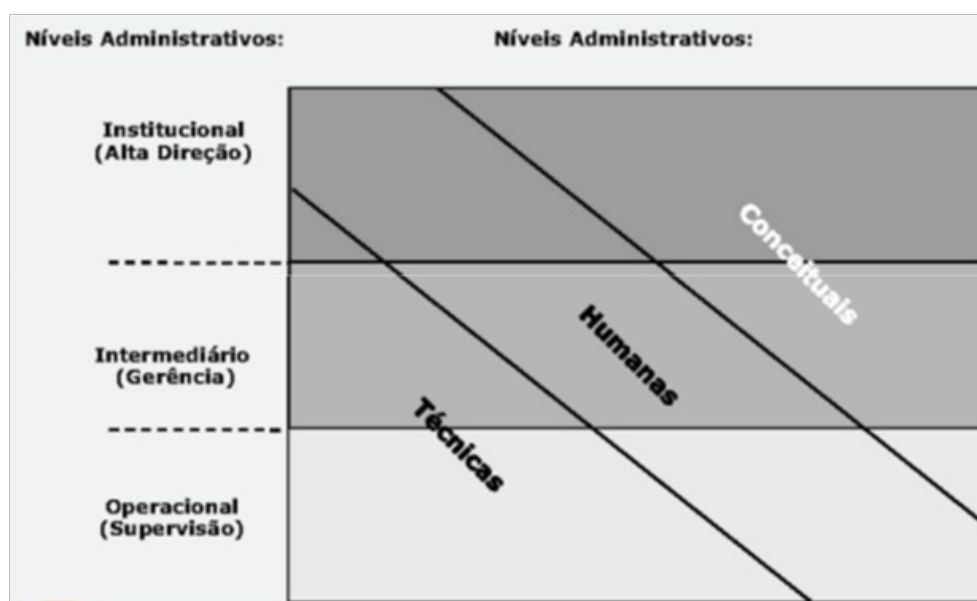 Níveis Administrativos:
Níveis Administrativos:
Institucional
(Alta Direção)
Conceituais
Intermediário
(Gerência)
Humanas
Técnicas
Operacional
(Supervisão)